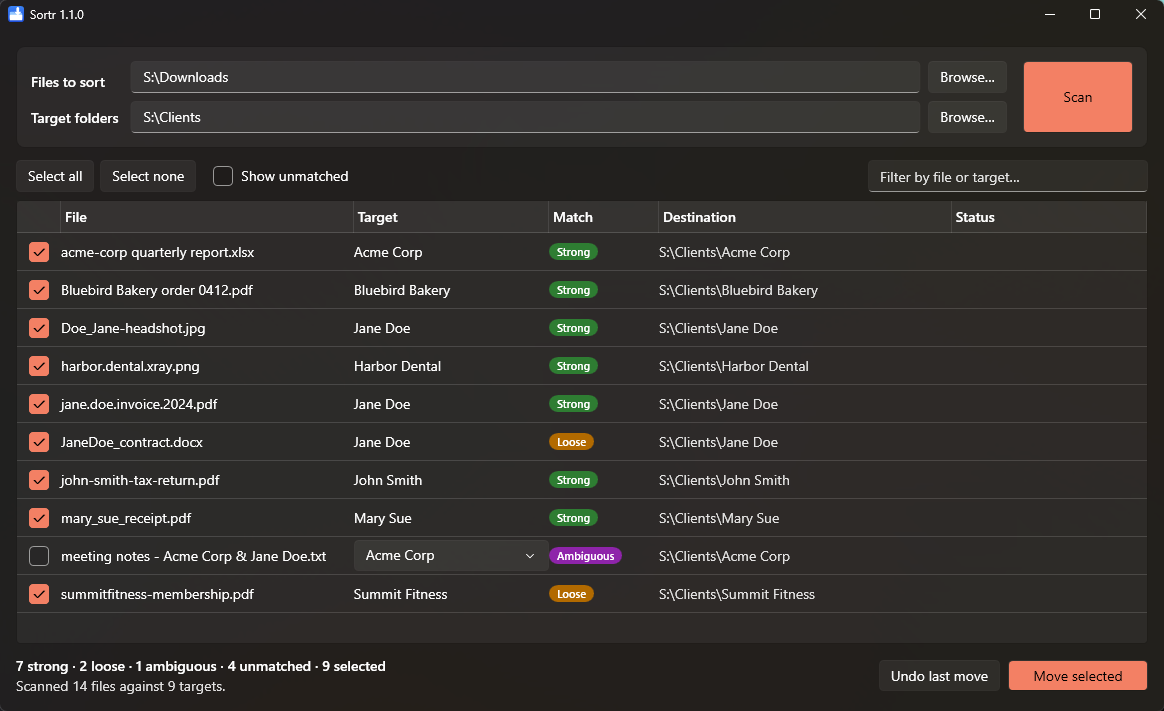 Sortr 1.1.0
Files to sort S:\Downloads Browse...
Scan
Target folders S:\Clients Browse...
Select all Select none Show unmatched Filter by file or target...
File Target Match Destination Status
acme-corp quarterly report.xlsx Acme Corp Strong S:\Clients\Acme Corp
Bluebird Bakery order 0412.pdf Bluebird Bakery Strong S:\Clients\Bluebird Bakery
Doe_Jane-headshot.jpg Jane Doe Strong S:\Clients\Jane Doe
harbor.dental.xray.png Harbor Dental Strong S:\Clients\Harbor Dental
jane.doe.invoice.2024.pdf Jane Doe Strong S:\Clients\Jane Doe
JaneDoe_contract.docx Jane Doe Loose S:\Clients\Jane Doe
john-smith-tax-return.pdf John Smith Strong S:\Clients\John Smith
mary_sue_receipt.pdf Mary Sue Strong S:\Clients\Mary Sue
meeting notes - Acme Corp & Jane Doe.txt Acme Corp Ambiguous S:\Clients\Acme Corp
summitfitness-membership.pdf Summit Fitness Loose S:\Clients\Summit Fitness
7 strong · 2 loose · 1 ambiguous · 4 unmatched · 9 selected
Scanned 14 files against 9 targets.
Undo last move Move selected